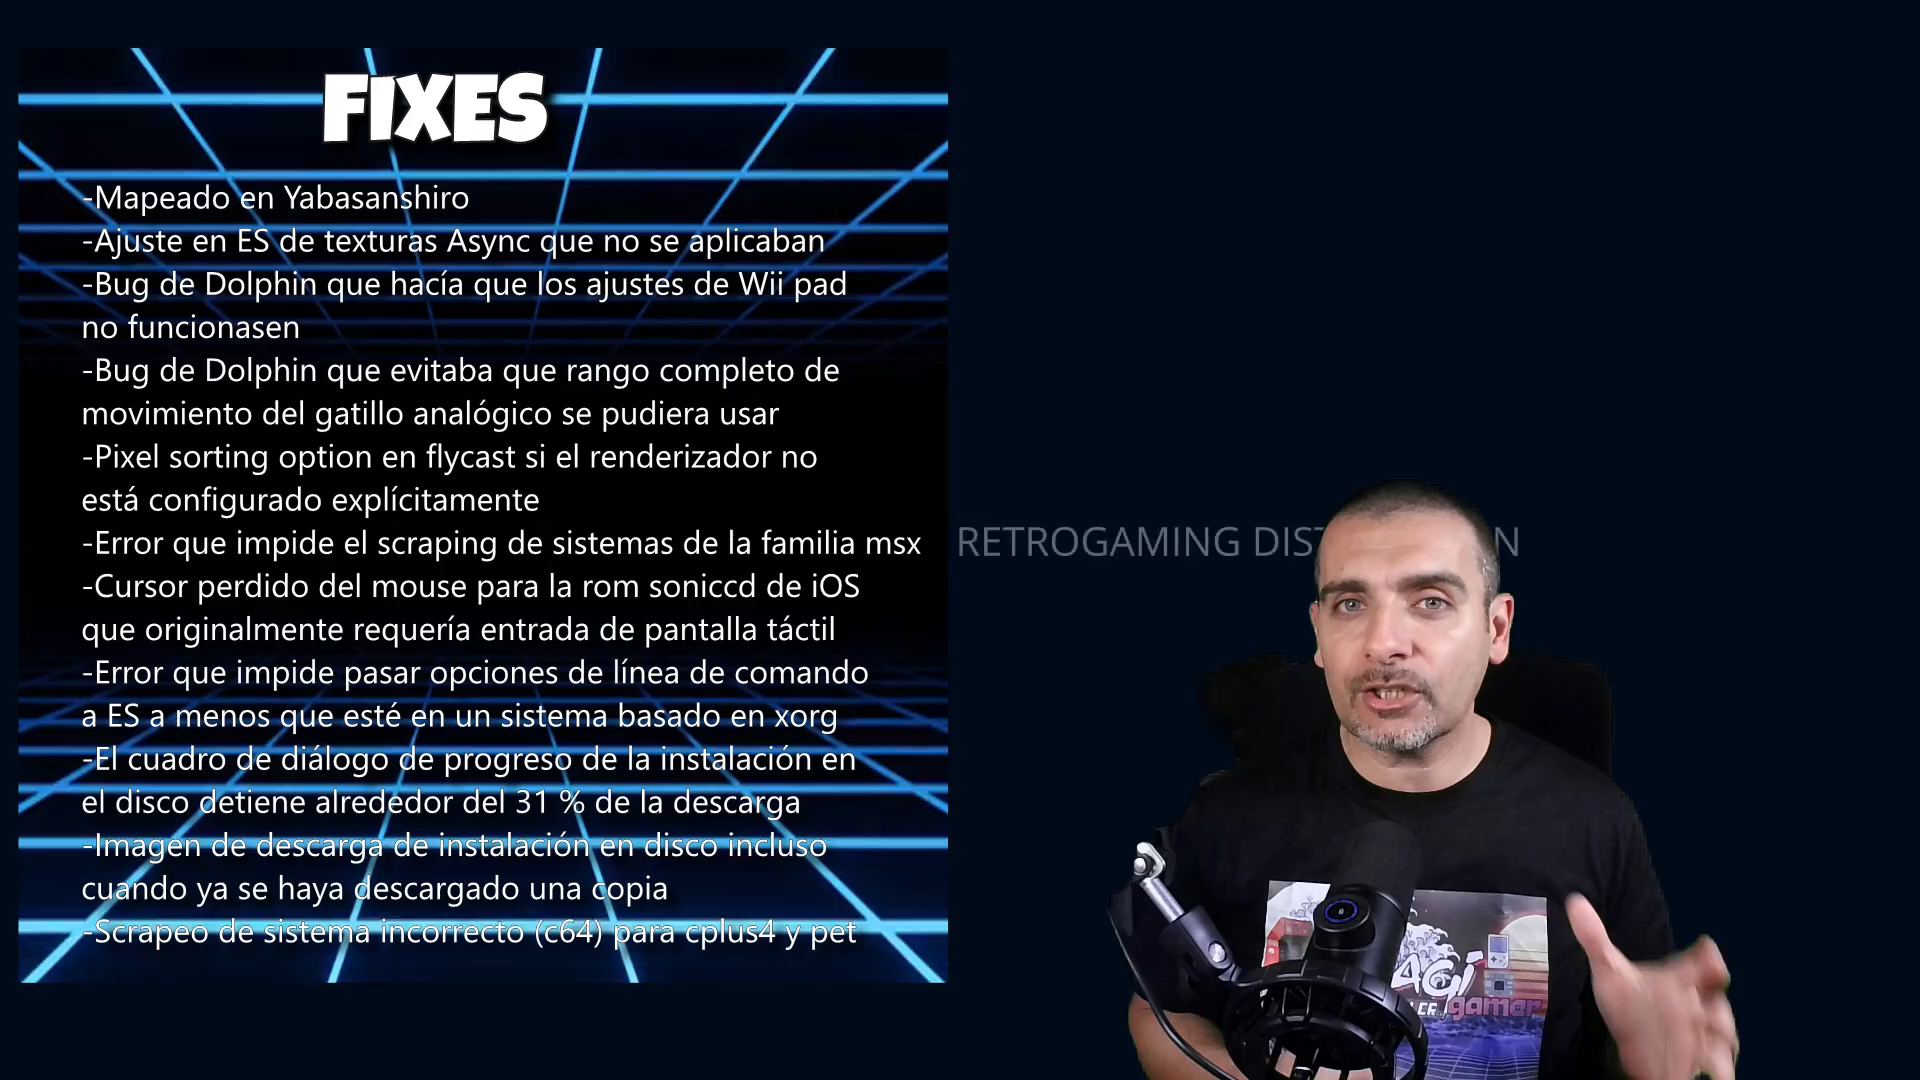 FIXES
-Mapeado en Yabasanshiro
-Ajuste en ES de texturas Async que no se aplicaban
-Bug de Dolphin que hacía que los ajustes de Wii pad
no funcionasen
-Bug de Dolphin que evitaba que rango completo de
movimiento del gatillo analógico se pudiera usar
-Pixel sorting option en flycast si el renderizador no
está configurado explícitamente
-Error que impide el scraping de sistemas de la familia msx
-Cursor perdido del mouse para la rom soniccd de iOS
que originalmente requería entrada de pantalla táctil
-Error que impide pasar opciones de línea de comando
a ES a menos que esté en un sistema basado en xorg
-El cuadro de diálogo de progreso de la instalación en
el disco detiene alrededor del 31 % de la descarga
-Imagen de descarga de instalación en disco incluso
cuando ya se haya descargado una copia
-Scrapeo de sistema incorrecto (c64) para cplus4 y pet
RETROGAMING
gamer